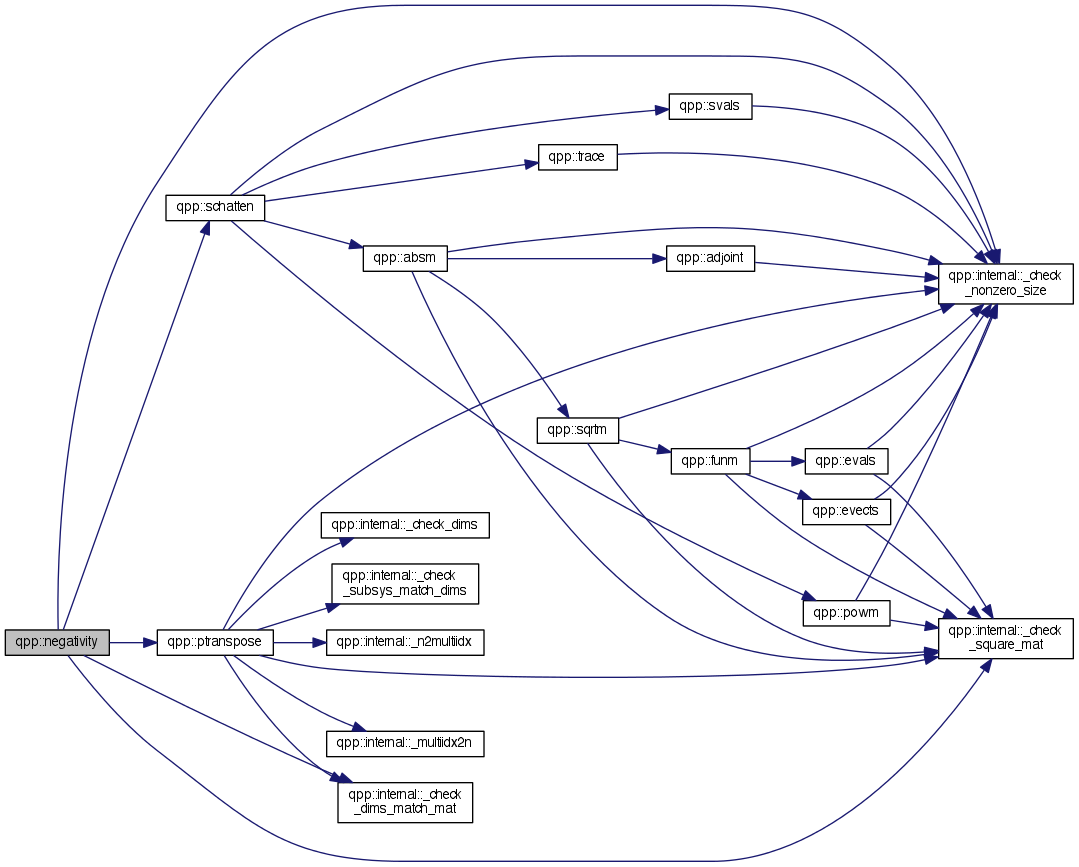 qpp::svals
qpp::trace
qpp::schatten
qpp::absm
qpp::adjoint
qpp::internal::_check
_nonzero_size
qpp::sqrtm
qpp::funm
qpp::evals
qpp::evects
qpp::internal::_check_dims
qpp::internal::_check
_subsys_match_dims
qpp::powm
qpp::negativity
qpp::ptranspose
qpp::internal::_n2multiidx
qpp::internal::_check
_square_mat
qpp::internal::_multiidx2n
qpp::internal::_check
_dims_match_mat